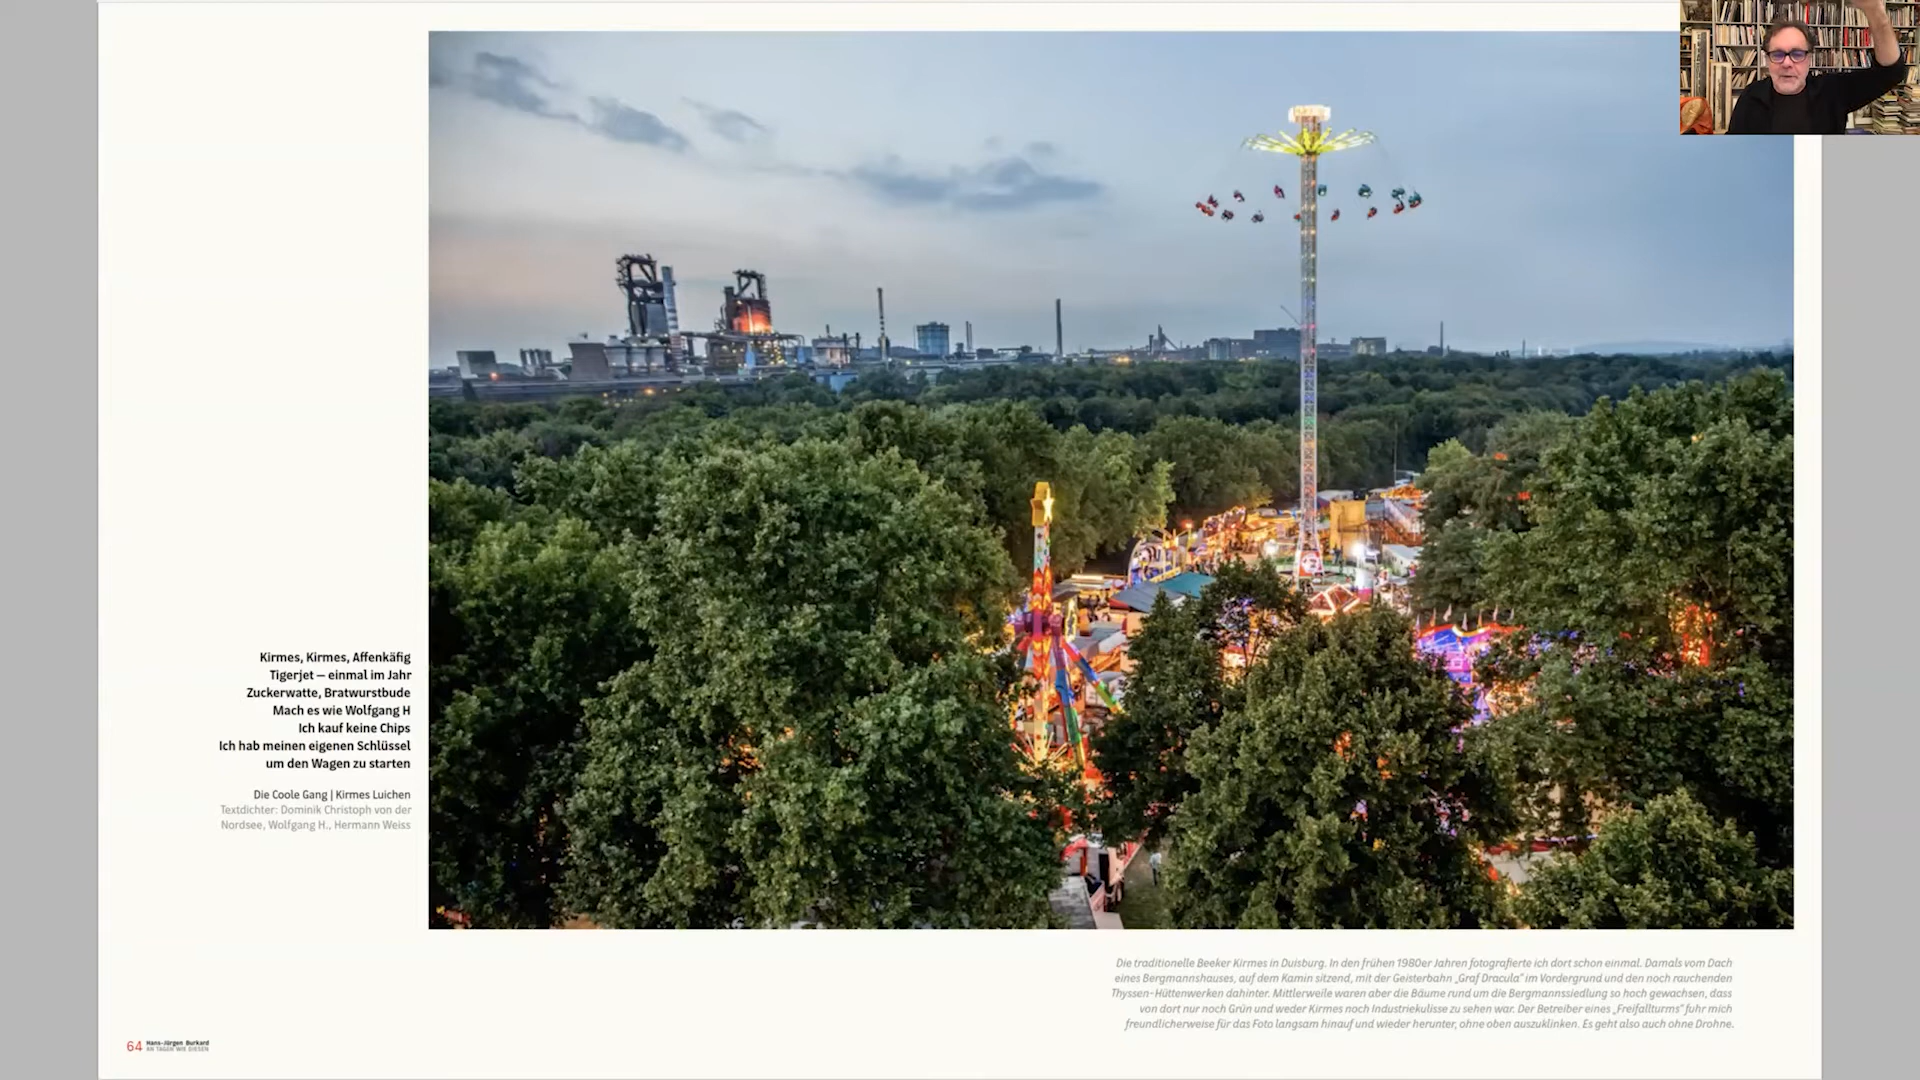 Kirmes, Kirmes, Affenkäfig
Tigerjet — einmal im Jahr
Zuckerwatte, Bratwurstbude
Mach es wie Wolfgang H
Ich kauf keine Chips
Ich hab meinen eigenen Schlüssel
um den Wagen zu starten
Die Coole Gang | Kirmes Luichen
Textdichter: Dominik Christoph von der
Nordsee, Wolfgang H., Hermann Weiss
Die traditionelle Beeker Kirmes in Duisburg. In den frühen 1980er Jahren fotografierte ich dort schon einmal. Damals vom Dach
eines Bergmannshauses, auf dem Kamin sitzend, mit der Geisterbahn „Graf Dracula" im Vordergrund und den noch rauchenden
Thyssen-Hüttenwerken dahinter. Mittlerweile waren aber die Bäume rund um die Bergmannssiedlung so hoch gewachsen, dass
von dort nur noch Grün und weder Kirmes noch Industriekulisse zu sehen war. Der Betreiber eines „Freifallturms" fuhr mich
freundlicherweise für das Foto langsam hinauf und wieder herunter, ohne oben auszuklinken. Es geht also auch ohne Drohne.
64 Hans-Jürgen Burkard
AN TAGEN WIE DIESEN